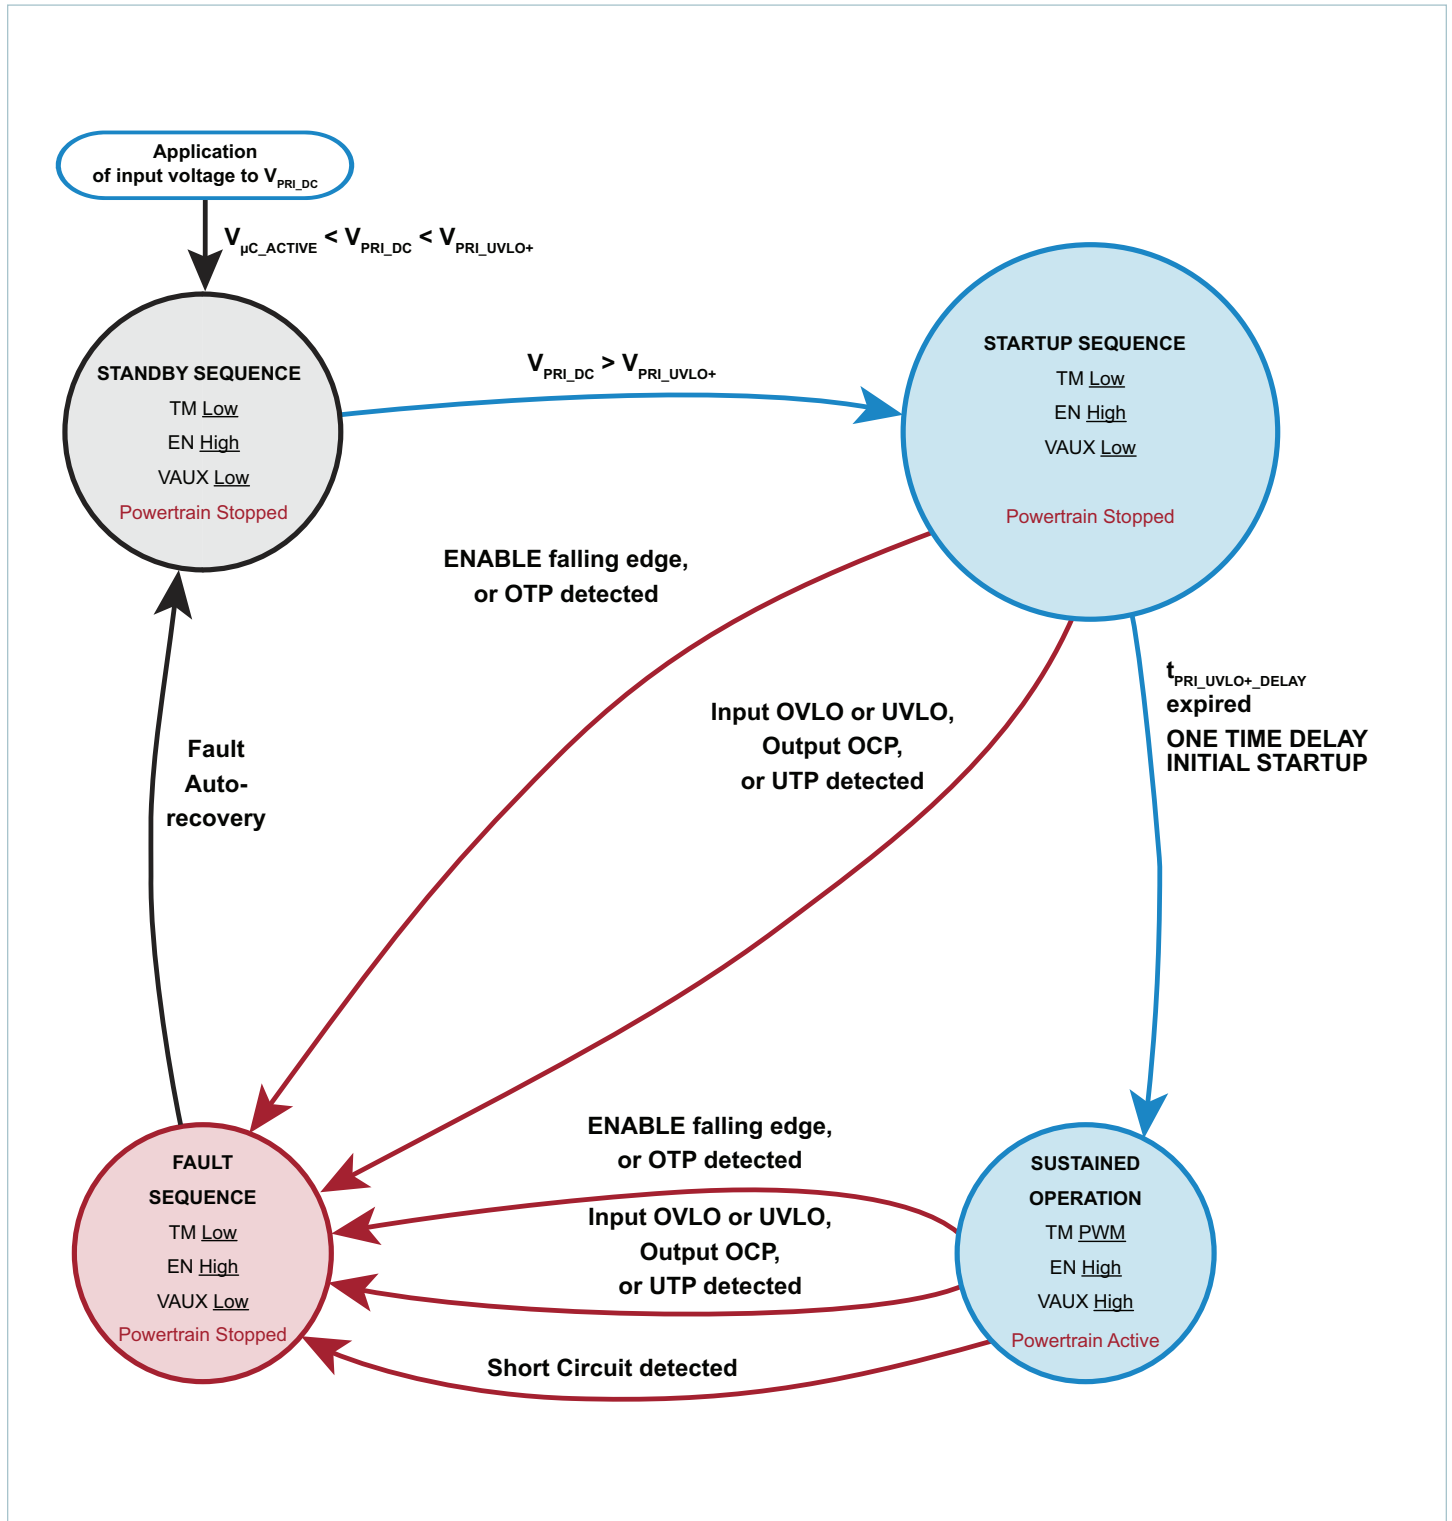 Application
of input voltage to VPRI_DC
VµC_ACTIVE < VPRI_DC < VPRI_UVLO+
STANDBY SEQUENCE
TM Low
EN High
VAUX Low
Powertrain Stopped
VPRI_DC > VPRI_UVLO+
STARTUP SEQUENCE
TM Low
EN High
VAUX Low
Powertrain Stopped
ENABLE falling edge,
or OTP detected
Input OVLO or UVLO,
Output OCP,
or UTP detected
tPRI_UVLO+_DELAY
expired
ONE TIME DELAY
INITIAL STARTUP
Fault
Auto-
recovery
FAULT
SEQUENCE
TM Low
EN High
VAUX Low
Powertrain Stopped
ENABLE falling edge,
or OTP detected
Input OVLO or UVLO,
Output OCP,
or UTP detected
Short Circuit detected
SUSTAINED
OPERATION
TM PWM
EN High
VAUX High
Powertrain Active